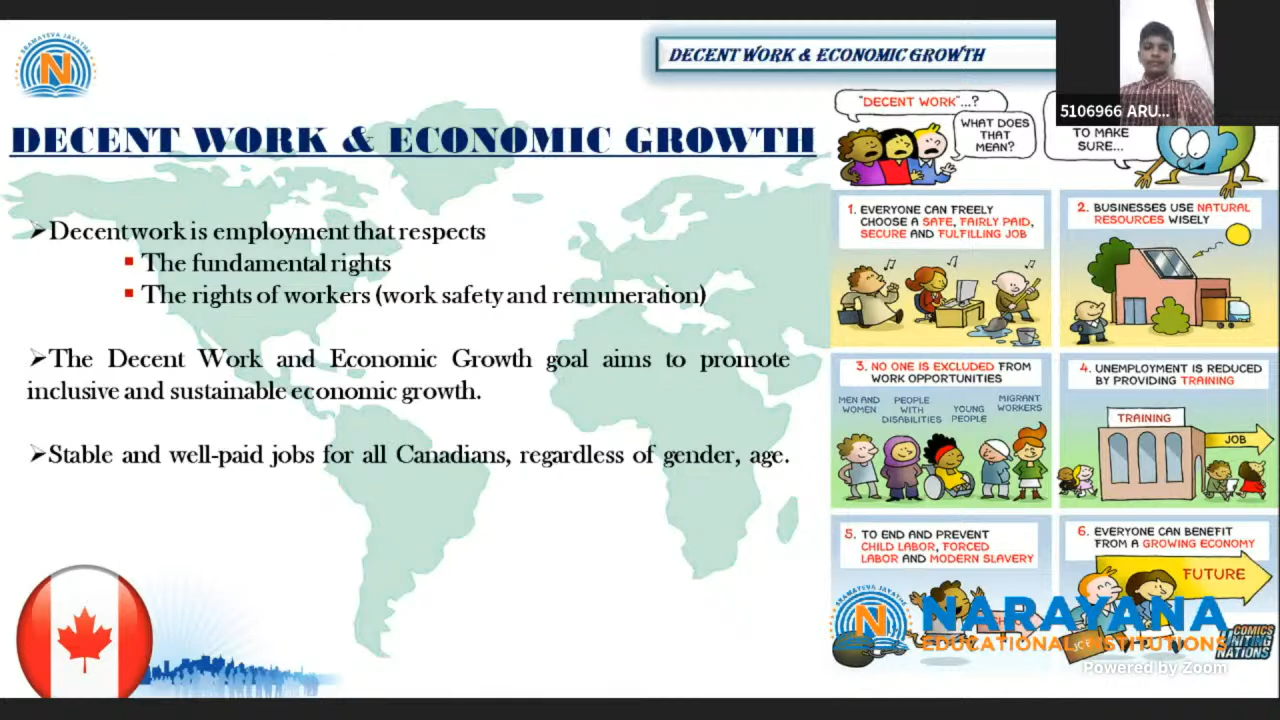 SRAMAYEVA JAYATHE
N
DECENT WORK & ECONOMIC GROWTH
5106966 ARU...
DECENT WORK & ECONOMIC GROWTH
➢Decent work is employment that respects
▪ The fundamental rights
▪ The rights of workers (work safety and remuneration)
➢The Decent Work and Economic Growth goal aims to promote
inclusive and sustainable economic growth.
➢Stable and well-paid jobs for all Canadians, regardless of gender, age.
"DECENT WORK"...?
WHAT DOES
THAT
MEAN?
TO MAKE
SURE...
1. EVERYONE CAN FREELY
CHOOSE A SAFE, FAIRLY PAID,
SECURE AND FULFILLING JOB
2. BUSINESSES USE NATURAL
RESOURCES WISELY
3. NO ONE IS EXCLUDED FROM
WORK OPPORTUNITIES
MEN AND
WOMEN
PEOPLE
WITH
DISABILITIES
YOUNG
PEOPLE
MIGRANT
WORKERS
4. UNEMPLOYMENT IS REDUCED
BY PROVIDING TRAINING
TRAINING
JOB
5. TO END AND PREVENT
CHILD LABOR, FORCED
LABOR AND MODERN SLAVERY
6. EVERYONE CAN BENEFIT
FROM A GROWING ECONOMY
FUTURE
SRAMAYEVA JAYATHE
N
NARAYANA
EDUCATIONAL INSTITUTIONS
COMICS
UNITING
NATIONS
Powered by Zoom